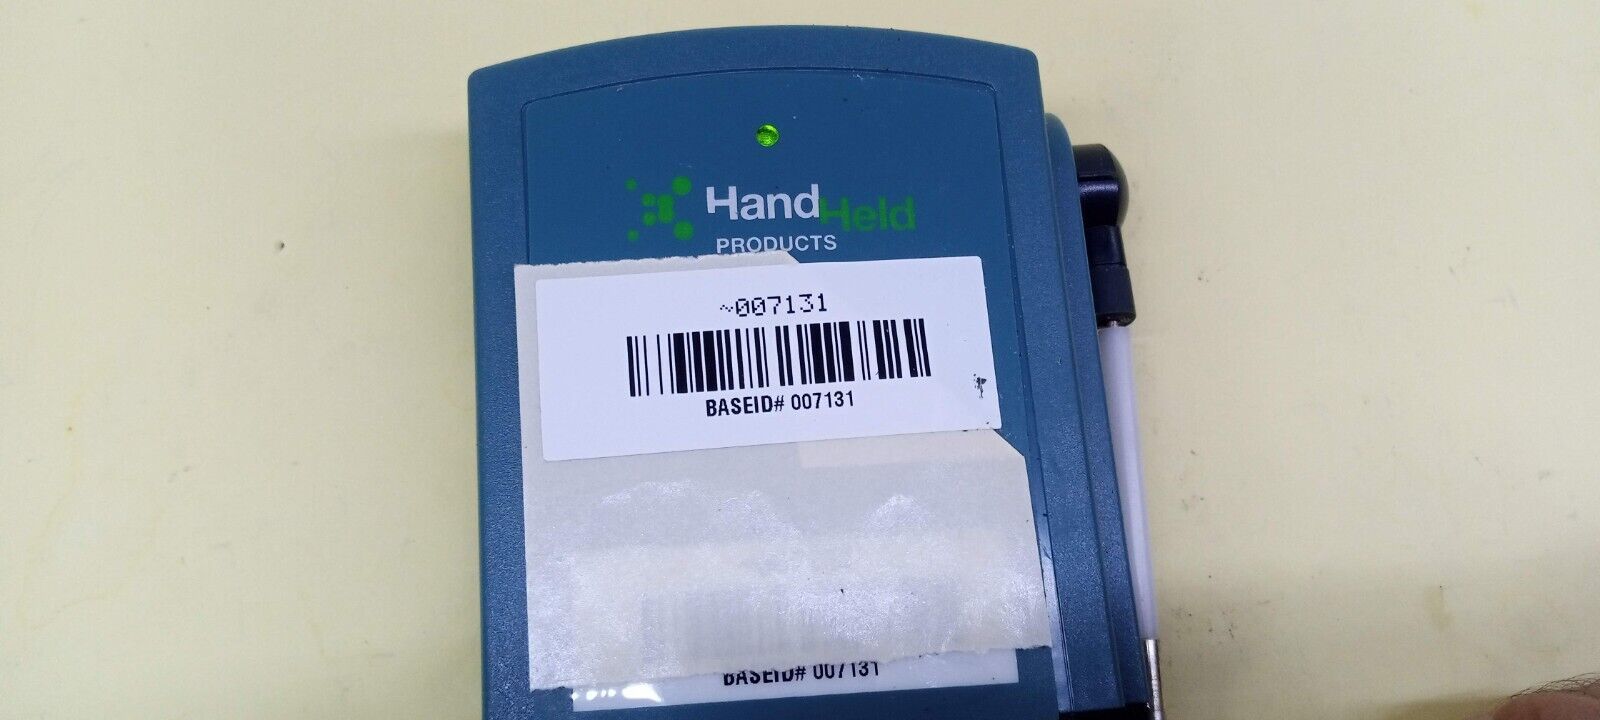 HandHeld
PRODUCTS
~007131
BASEID# 007131
BASEID# 007131